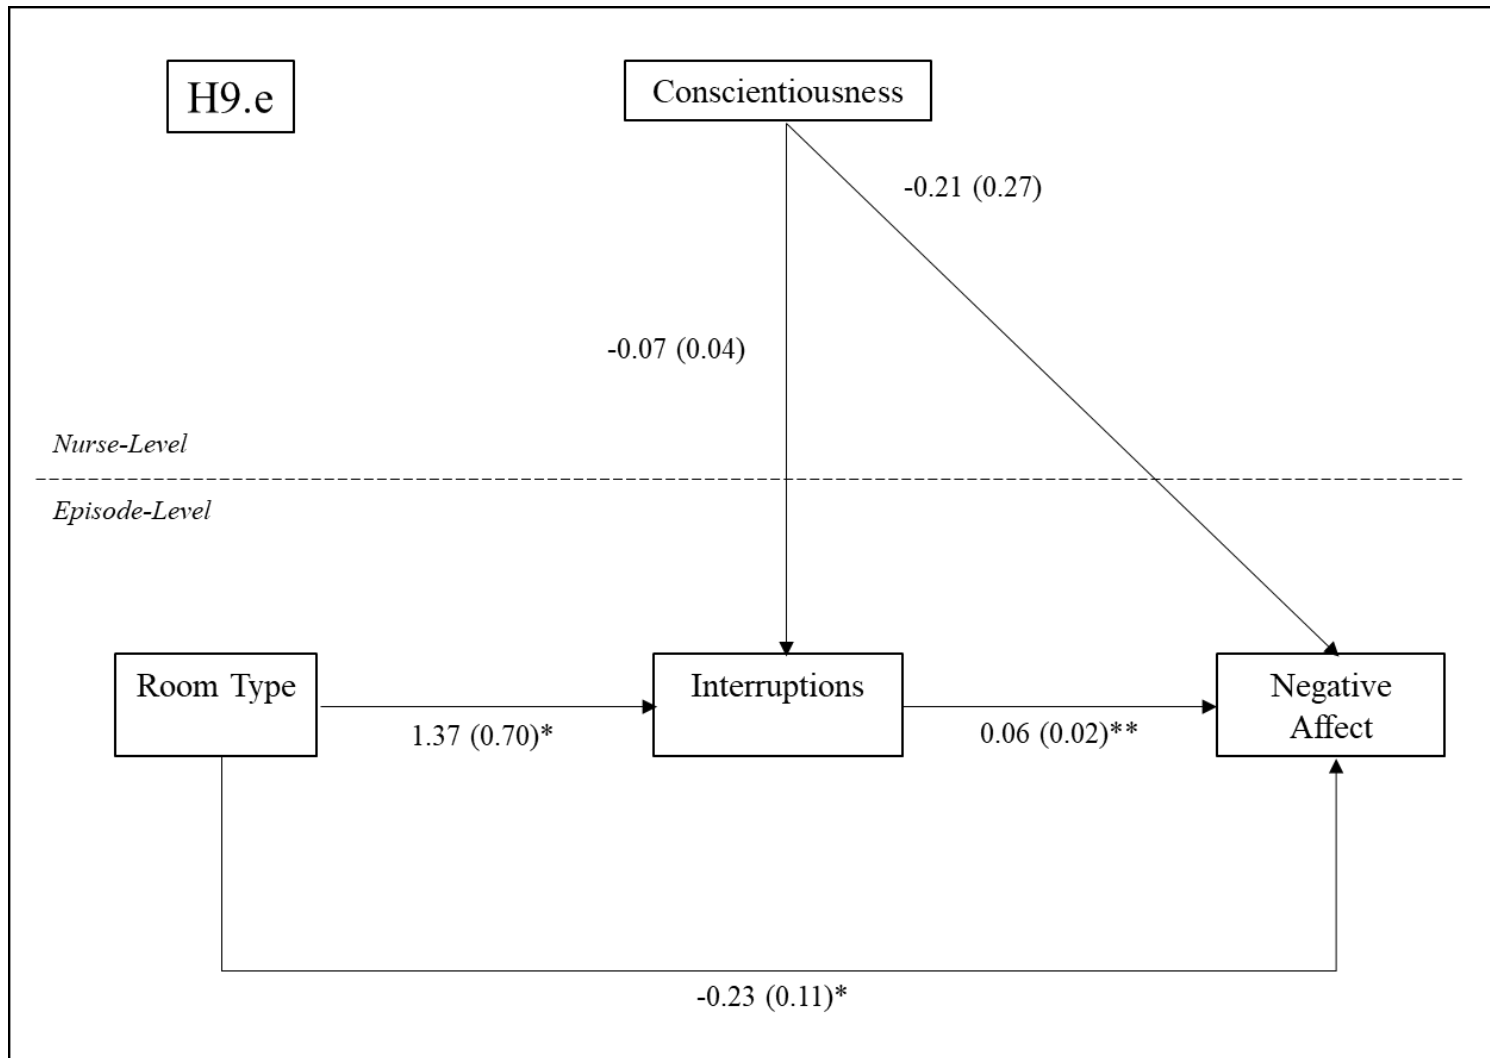 H9.e
Conscientiousness
-0.21 (0.27)
-0.07 (0.04)
Nurse-Level
Episode-Level
Room Type
Interruptions
Negative
Affect
1.37 (0.70)*
0.06 (0.02)**
-0.23 (0.11)*